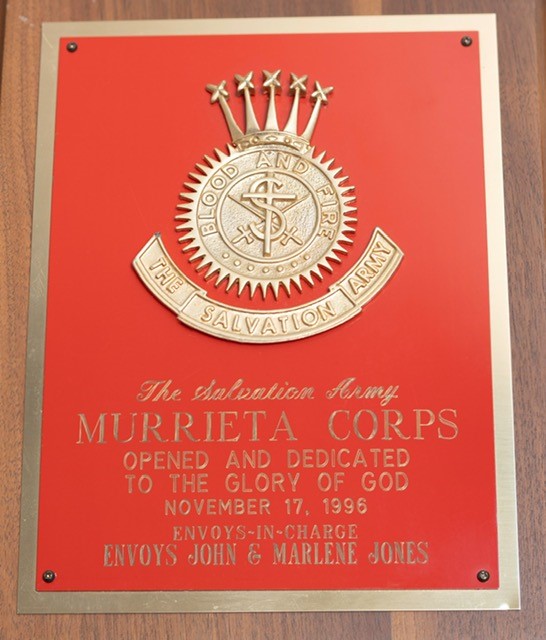 BLOOD AND FIRE
S
THE SALVATION ARMY
The Salvation Army
MURRIETA CORPS
OPENED AND DEDICATED
TO THE GLORY OF GOD
NOVEMBER 17, 1996
ENVOYS-IN-CHARGE
ENVOYS JOHN & MARLENE JONES